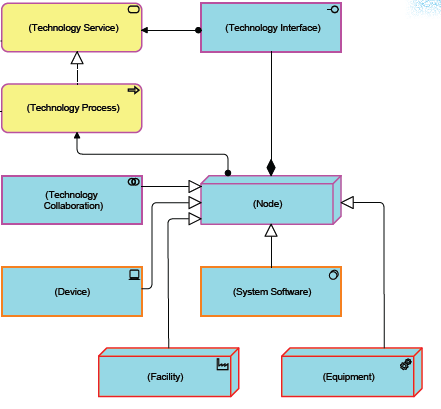 (Technology Service)
(Technology Interface)
(Technology Process)
(Technology
Collaboration)
(Node)
(Device)
(System Software)
(Facility)
(Equipment)